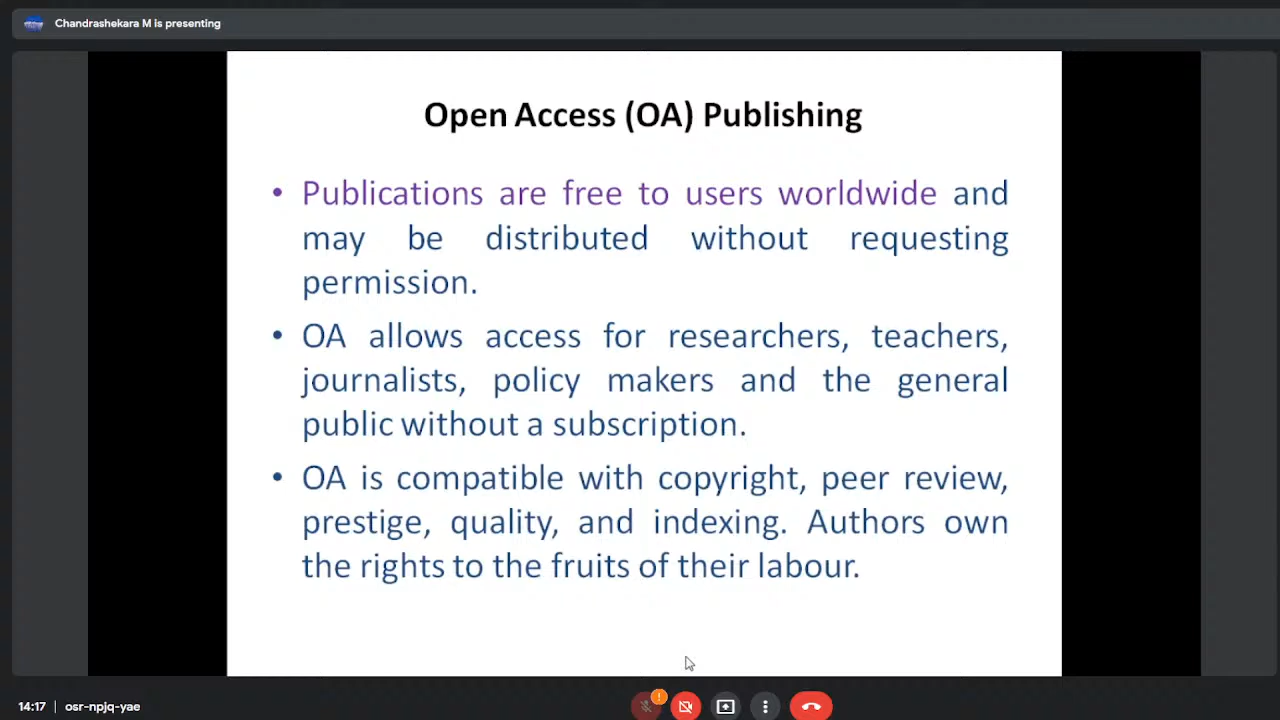 Chandrashekara M is presenting
Open Access (OA) Publishing
• Publications are free to users worldwide and
may be distributed without requesting
permission.
• OA allows access for researchers, teachers,
journalists, policy makers and the general
public without a subscription.
• OA is compatible with copyright, peer review,
prestige, quality, and indexing. Authors own
the rights to the fruits of their labour.
14:17 | osr-npjq-yae